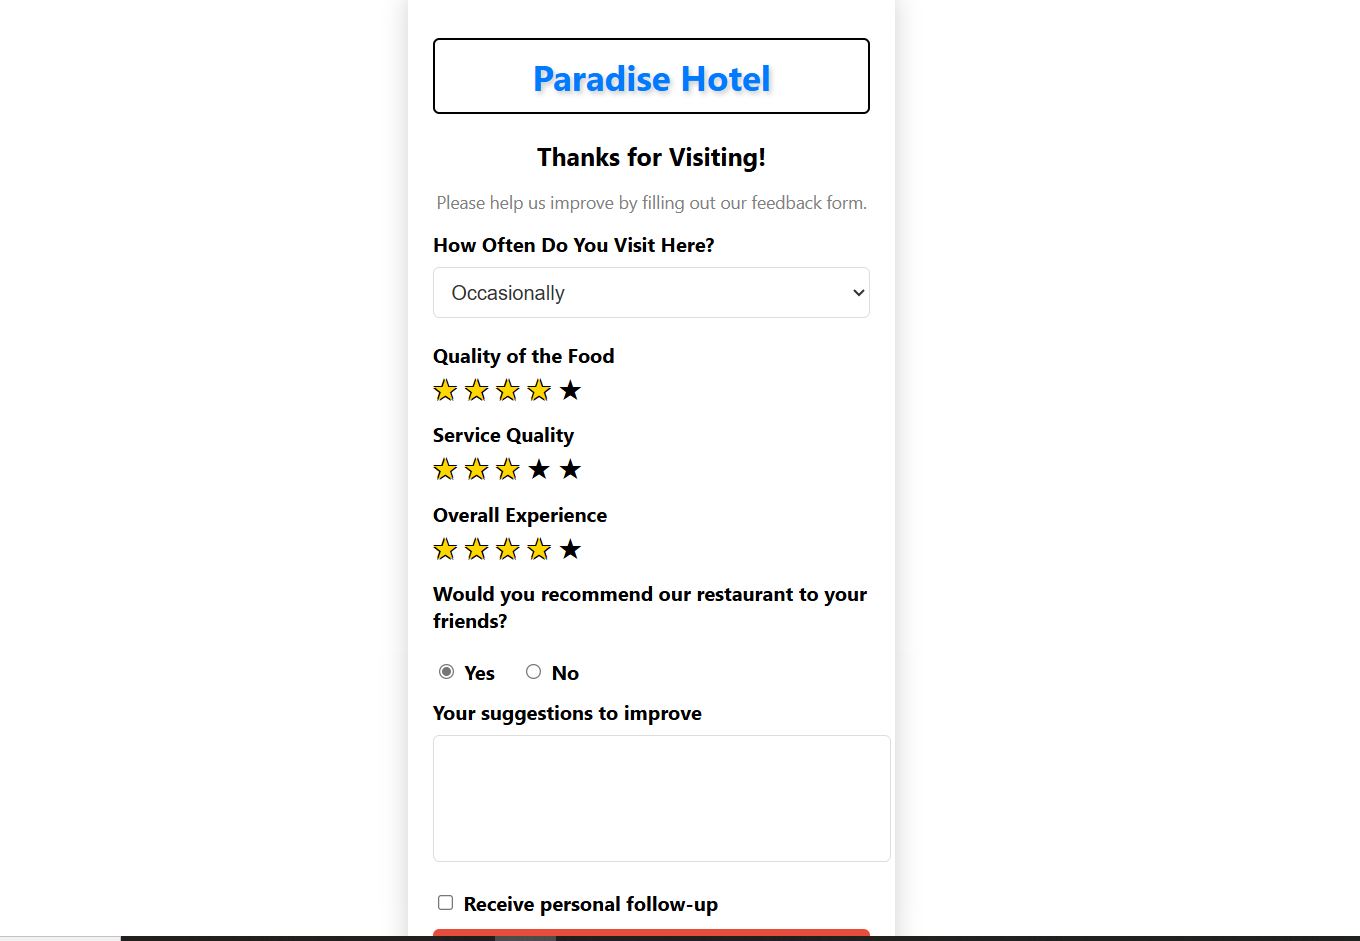 Paradise Hotel
Thanks for Visiting!
Please help us improve by filling out our feedback form.
How Often Do You Visit Here?
Occasionally
Quality of the Food
Service Quality
Overall Experience
Would you recommend our restaurant to your
friends?
Yes No
Your suggestions to improve
Receive personal follow-up